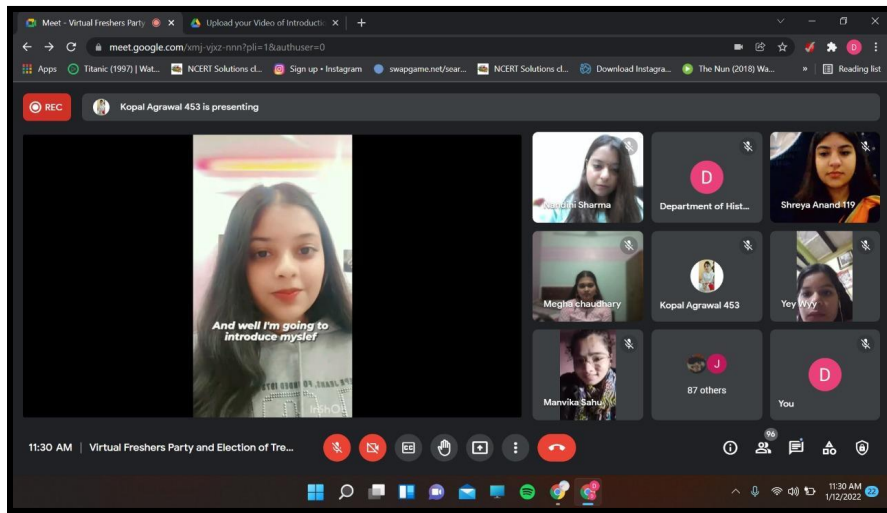 Meet - Virtual Freshers Party
Upload your Video of Introductio
meet.google.com/xmj-vjxz-nnn?pli=1&authuser=0
Apps
Titanic (1997) | Wat...
NCERT Solutions cl...
Sign up • Instagram
swapgame.net/sear...
NCERT Solutions cl...
Download Instagra...
The Nun (2018) Wa...
»
Reading list
REC
Kopal Agrawal 453 is presenting
And well I'm going to
introduce myslef
InShOt
Nandini Sharma
D
Department of Hist...
Shreya Anand 119
Megha chaudhary
Kopal Agrawal 453
Yey Wyy
Manvika Sahu
J
87 others
D
You
11:30 AM | Virtual Freshers Party and Election of Tre...
CC
96
11:30 AM
1/12/2022
22